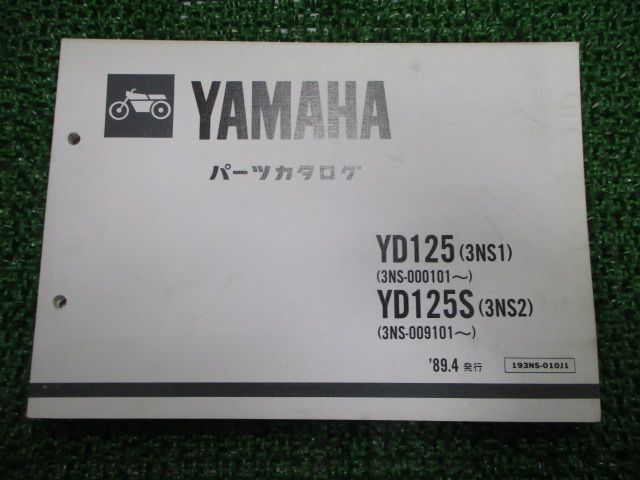 YAMAHA
パーツカタログ
YD125 (3NS1)
(3NS-000101～)
YD125S (3NS2)
(3NS-009101～)
'89.4 発行
193NS-010J1